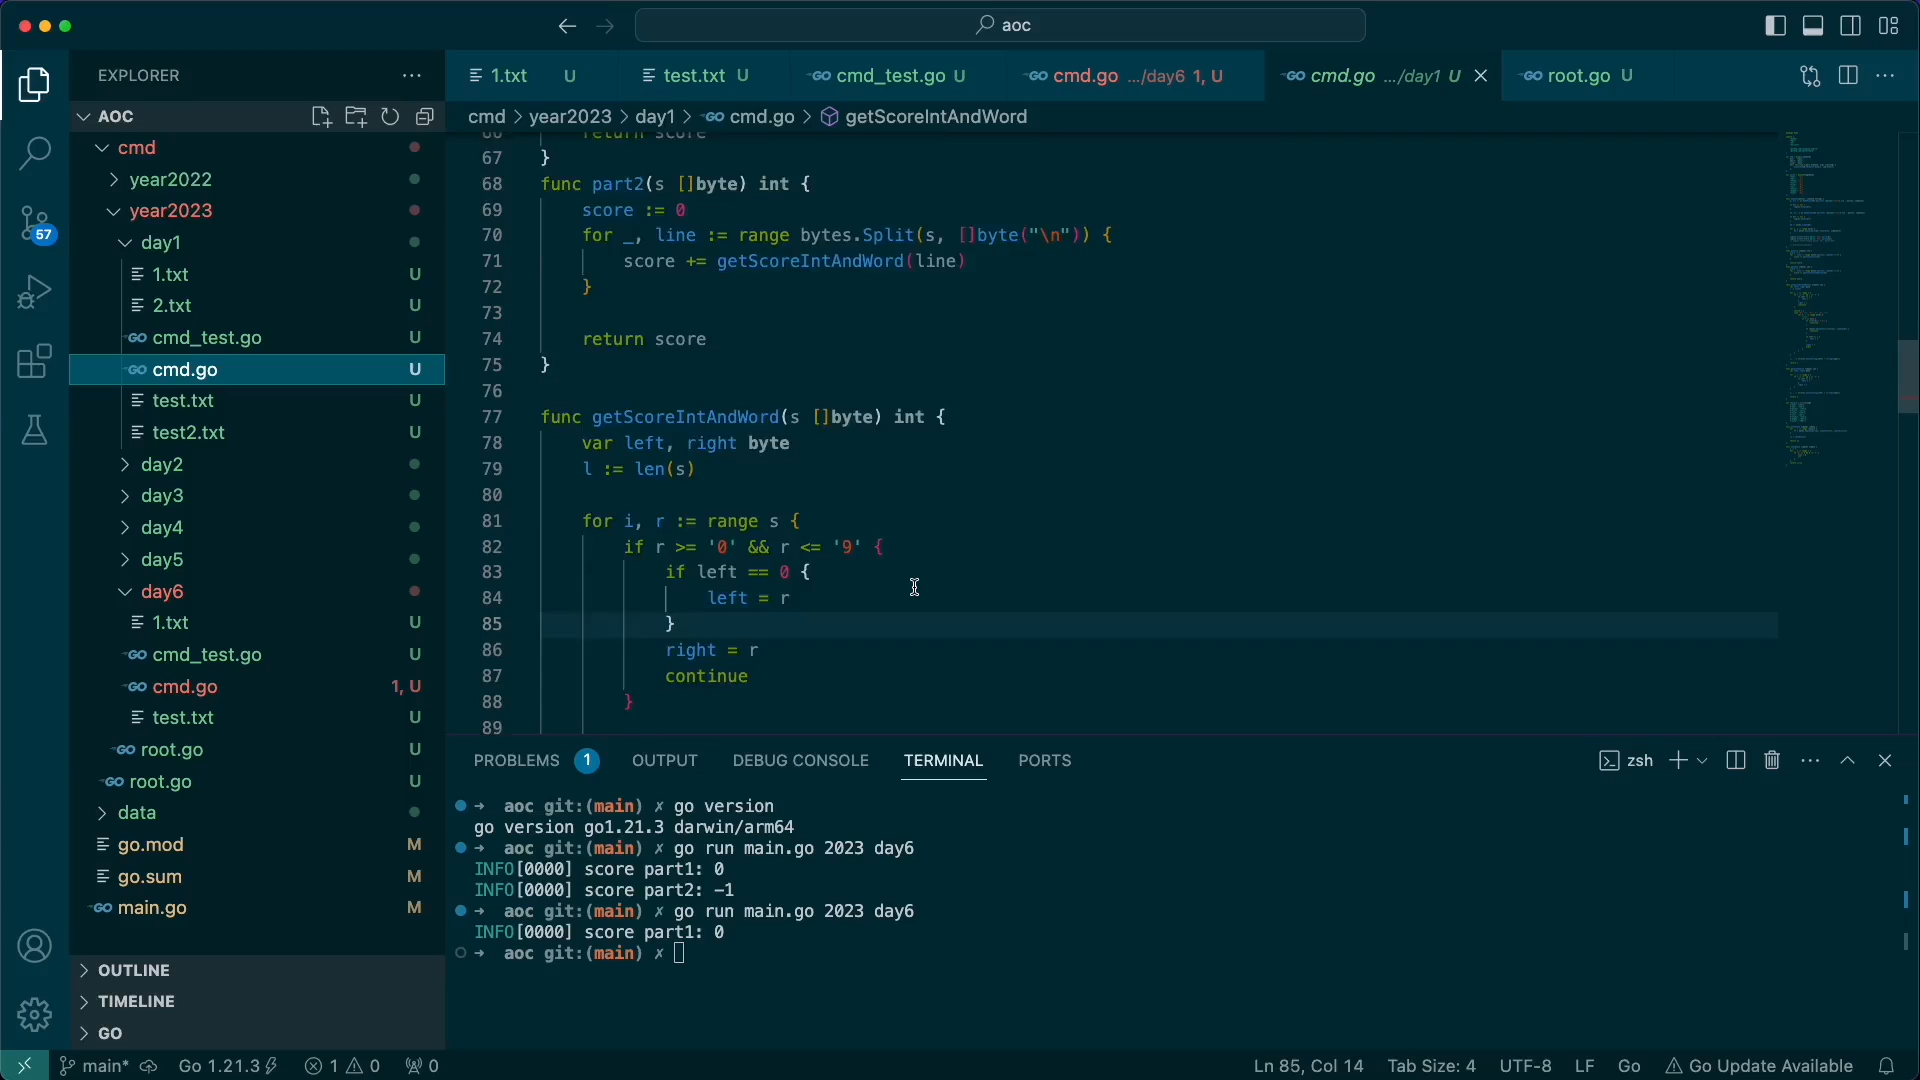 aoc
EXPLORER
AOC
cmd
year2022
year2023
day1
1.txt U
2.txt U
cmd_test.go U
cmd.go U
test.txt U
test2.txt U
day2
day3
day4
day5
day6
1.txt U
cmd_test.go U
cmd.go 1, U
test.txt U
root.go U
root.go U
data
go.mod M
go.sum M
main.go M
OUTLINE
TIMELINE
GO
57
1.txt U
test.txt U
cmd_test.go U
cmd.go .../day6 1, U
cmd.go .../day1 U
root.go U
cmd > year2023 > day1 > cmd.go > getScoreIntAndWord
66 return score
67 }
68 func part2(s []byte) int {
69 score := 0
70 for _, line := range bytes.Split(s, []byte("\n")) {
71 score += getScoreIntAndWord(line)
72 }
73
74 return score
75 }
76
77 func getScoreIntAndWord(s []byte) int {
78 var left, right byte
79 l := len(s)
80
81 for i, r := range s {
82 if r >= '0' && r <= '9' {
83 if left == 0 {
84 left = r
85 }
86 right = r
87 continue
88 }
89
PROBLEMS 1 OUTPUT DEBUG CONSOLE TERMINAL PORTS
zsh
→ aoc git:(main) ✗ go version
go version go1.21.3 darwin/arm64
→ aoc git:(main) ✗ go run main.go 2023 day6
INFO[0000] score part1: 0
INFO[0000] score part2: -1
→ aoc git:(main) ✗ go run main.go 2023 day6
INFO[0000] score part1: 0
→ aoc git:(main) ✗
main* Go 1.21.3 1 0 0
Ln 85, Col 14 Tab Size: 4 UTF-8 LF Go Go Update Available